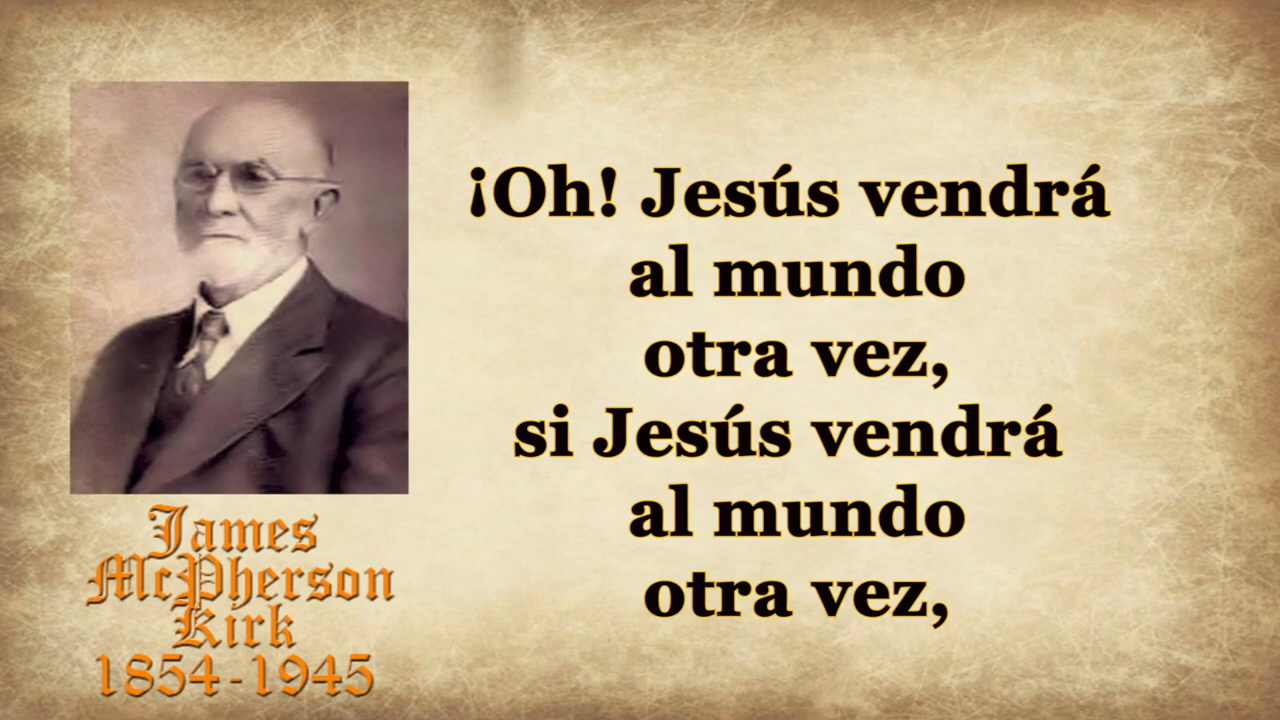 ¡Oh! Jesús vendrá
al mundo
otra vez,
si Jesús vendrá
al mundo
otra vez,
James
McPherson
Kirk
1854-1945